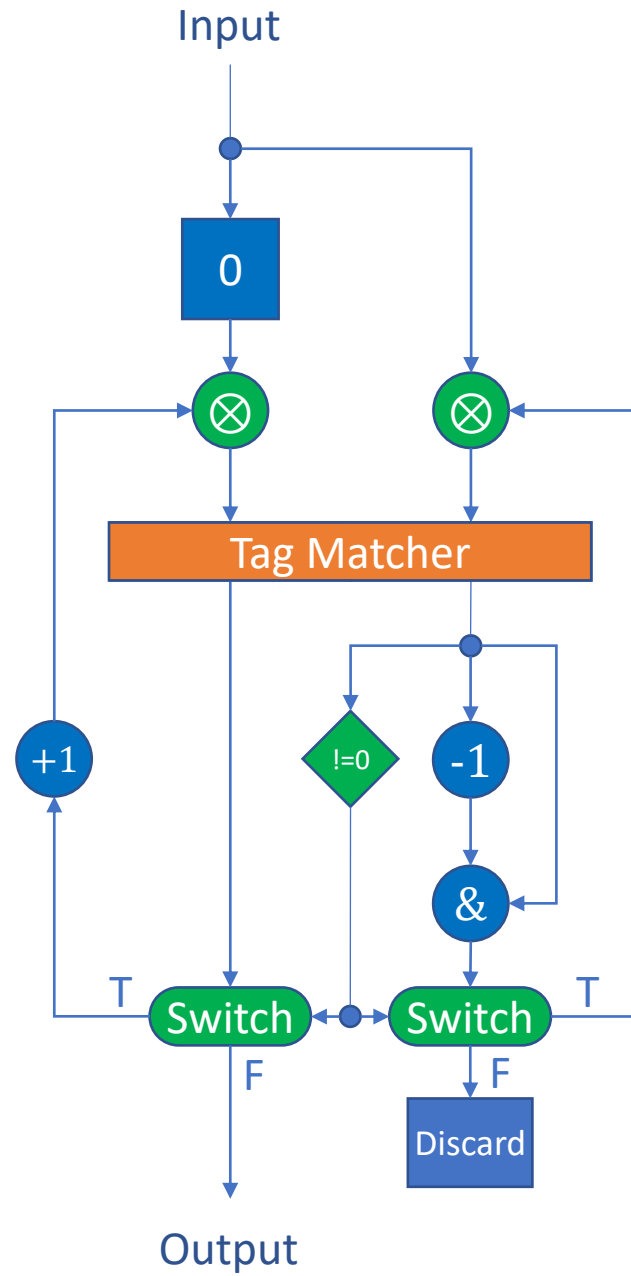 Input
0
⊗
⊗
Tag Matcher
+1
!=0
-1
&
T
Switch
Switch
T
F
F
Discard
Output